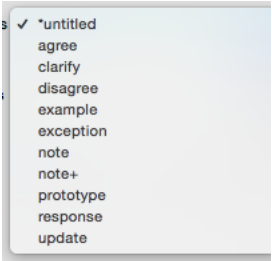 ✓ *untitled
agree
clarify
disagree
example
exception
note
note+
prototype
response
update